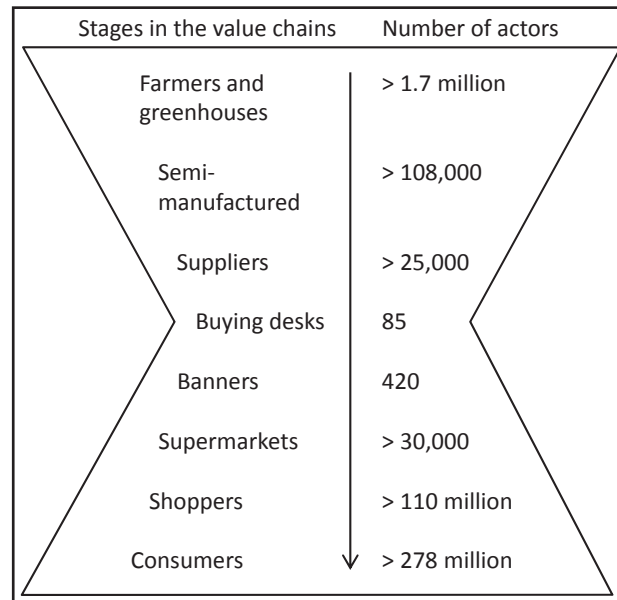 Stages in the value chains Number of actors
Farmers and > 1.7 million
greenhouses
Semi- > 108,000
manufactured
Suppliers > 25,000
Buying desks 85
Banners 420
Supermarkets > 30,000
Shoppers > 110 million
Consumers > 278 million